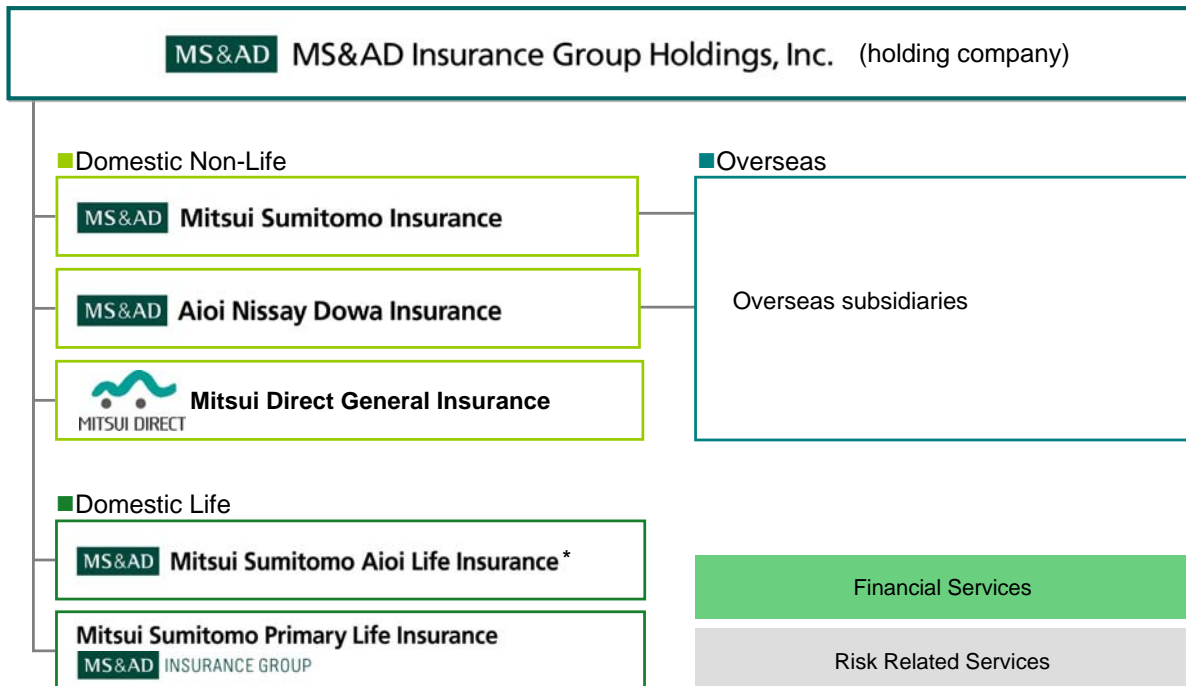 MS&AD MS&AD Insurance Group Holdings, Inc. (holding company)
■Domestic Non-Life
MS&AD Mitsui Sumitomo Insurance
MS&AD Aioi Nissay Dowa Insurance
MITSUI DIRECT Mitsui Direct General Insurance
■Overseas
Overseas subsidiaries
■Domestic Life
MS&AD Mitsui Sumitomo Aioi Life Insurance*
Mitsui Sumitomo Primary Life Insurance
MS&AD INSURANCE GROUP
Financial Services
Risk Related Services